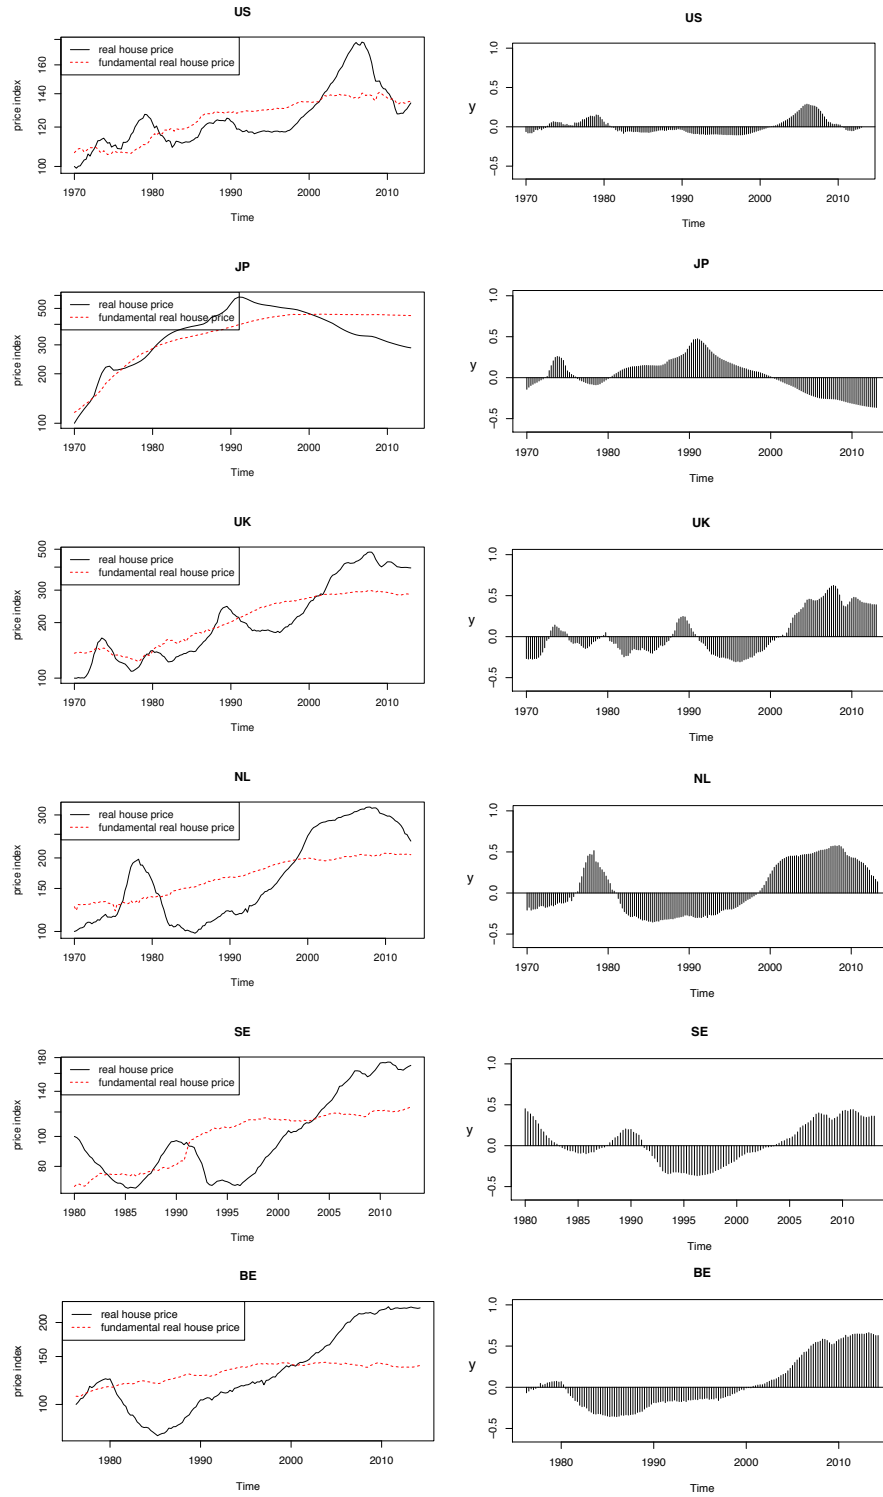 US
real house price
fundamental real house price
price index
100 120 140 160
1970 1980 1990 2000 2010
Time
US
y
−0.5 0.0 0.5 1.0
1970 1980 1990 2000 2010
Time
JP
real house price
fundamental real house price
price index
100 200 300 500
1970 1980 1990 2000 2010
Time
JP
y
−0.5 0.0 0.5 1.0
1970 1980 1990 2000 2010
Time
UK
real house price
fundamental real house price
price index
100 200 300 500
1970 1980 1990 2000 2010
Time
UK
y
−0.5 0.0 0.5 1.0
1970 1980 1990 2000 2010
Time
NL
real house price
fundamental real house price
price index
100 150 200 300
1970 1980 1990 2000 2010
Time
NL
y
−0.5 0.0 0.5 1.0
1970 1980 1990 2000 2010
Time
SE
real house price
fundamental real house price
price index
80 100 140 180
1980 1985 1990 1995 2000 2005 2010
Time
SE
y
−0.5 0.0 0.5 1.0
1980 1985 1990 1995 2000 2005 2010
Time
BE
real house price
fundamental real house price
price index
100 150 200
1980 1990 2000 2010
Time
BE
y
−0.5 0.0 0.5 1.0
1980 1990 2000 2010
Time